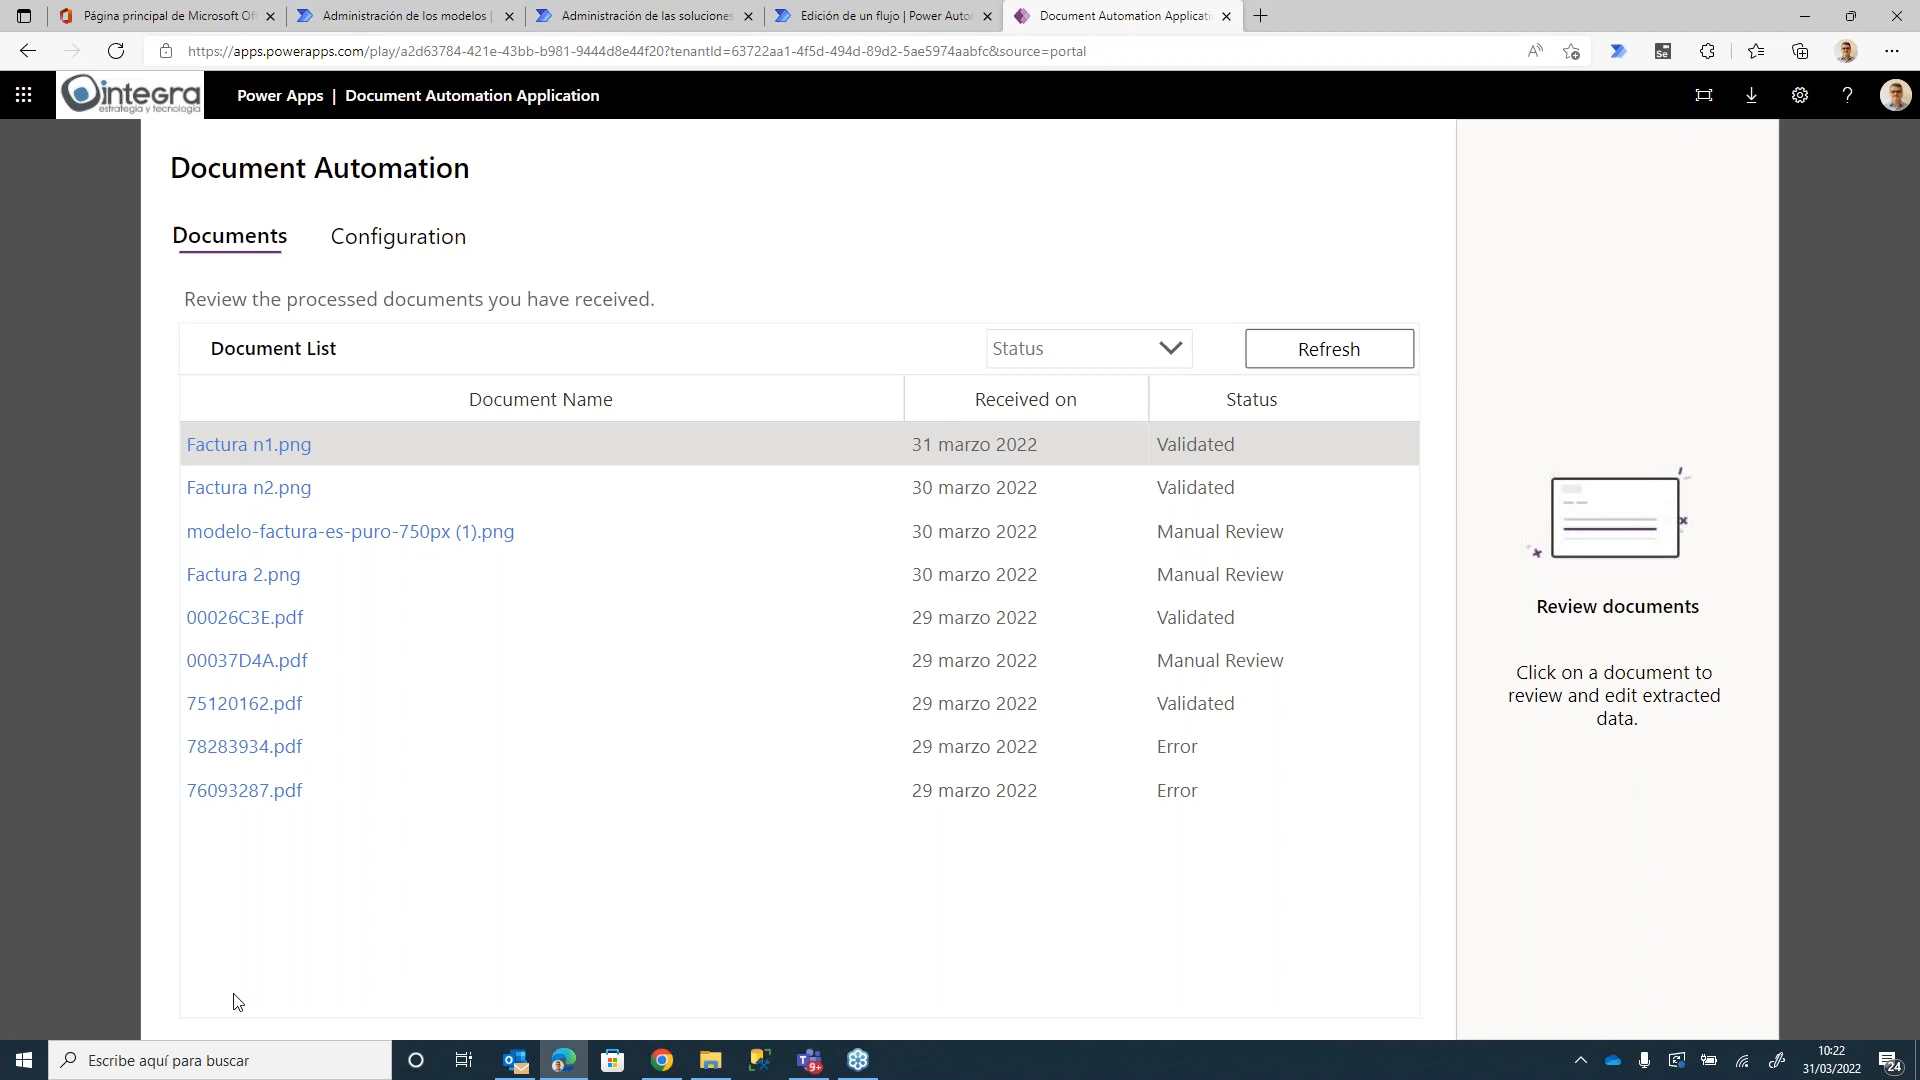 Página principal de Microsoft Of
Administración de los modelos |
Administración de las soluciones
Edición de un flujo | Power Autor
Document Automation Applicati
https://apps.powerapps.com/play/a2d63784-421e-43bb-b981-9444d8e44f20?tenantId=63722aa1-4f5d-494d-89d2-5ae5974aabfc&source=portal
integra
estrategia y tecnología
Power Apps | Document Automation Application
Document Automation
Documents Configuration
Review the processed documents you have received.
Document List Status Refresh
Document Name Received on Status
Factura n1.png 31 marzo 2022 Validated
Factura n2.png 30 marzo 2022 Validated
modelo-factura-es-puro-750px (1).png 30 marzo 2022 Manual Review
Factura 2.png 30 marzo 2022 Manual Review
00026C3E.pdf 29 marzo 2022 Validated
00037D4A.pdf 29 marzo 2022 Manual Review
75120162.pdf 29 marzo 2022 Validated
78283934.pdf 29 marzo 2022 Error
76093287.pdf 29 marzo 2022 Error
Review documents
Click on a document to
review and edit extracted
data.
Escribe aquí para buscar
9+
10:22
31/03/2022
24